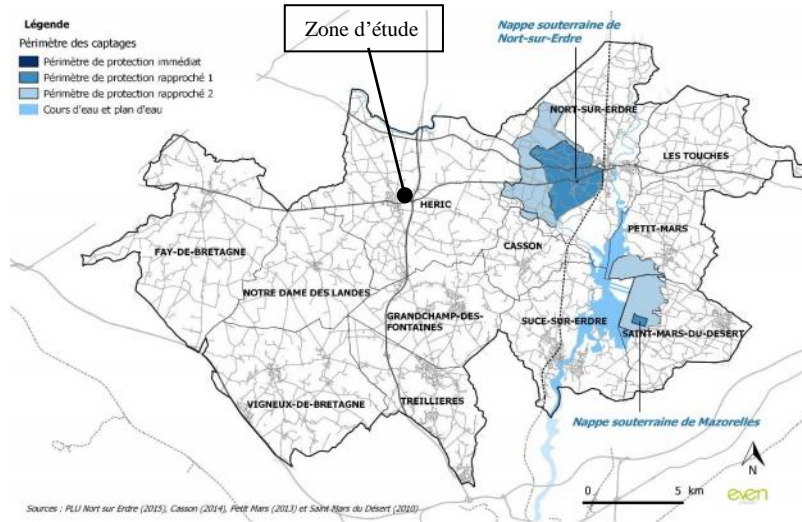 Légende
Périmètre des captages
Périmètre de protection immédiat
Périmètre de protection rapproché 1
Périmètre de protection rapproché 2
Cours d'eau et plan d'eau
Zone d'étude
Nappe souterraine de
Nort-sur-Erdre
NORT-SUR-ERDRE
LES TOUCHES
HERIC
PETIT-MARS
CASSON
FAY-DE-BRETAGNE
NOTRE DAME DES LANDES
GRANDCHAMP-DES-
FONTAINES
SUCE-SUR-ERDRE
SAINT-MARS-DU-DESERT
VIGNEUX-DE-BRETAGNE
TREILLIERES
Nappe souterraine de Mazorelles
N
0 5 km
even
Sources : PLU Nort sur Erdre (2015), Casson (2014), Petit Mars (2013) et Saint Mars du Désert (2010)